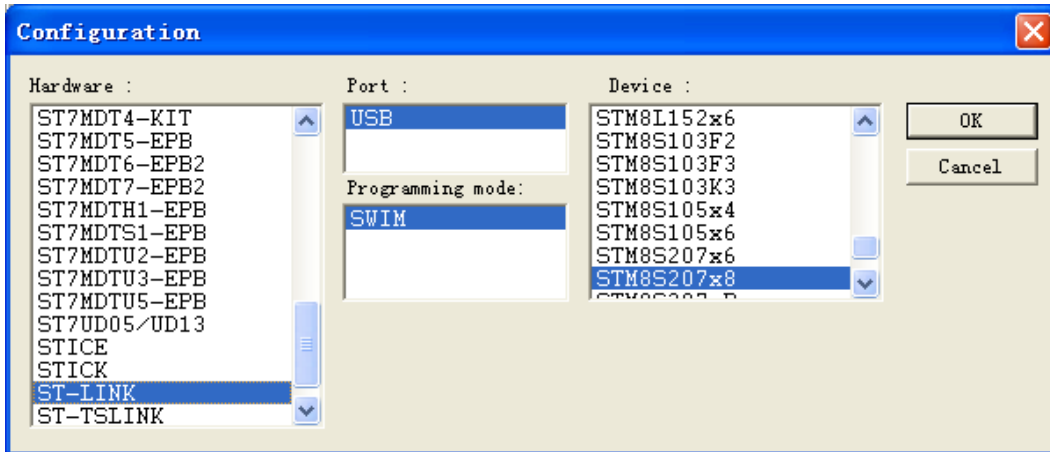 Configuration
Hardware :
ST7MDT4-KIT
ST7MDT5-EPB
ST7MDT6-EPB2
ST7MDT7-EPB2
ST7MDTH1-EPB
ST7MDTS1-EPB
ST7MDTU2-EPB
ST7MDTU3-EPB
ST7MDTU5-EPB
ST7UD05/UD13
STICE
STICK
ST-LINK
ST-TSLINK
Port :
USB
Programming mode:
SWIM
Device :
STM8L152x6
STM8S103F2
STM8S103F3
STM8S103K3
STM8S105x4
STM8S105x6
STM8S207x6
STM8S207x8
OK
Cancel